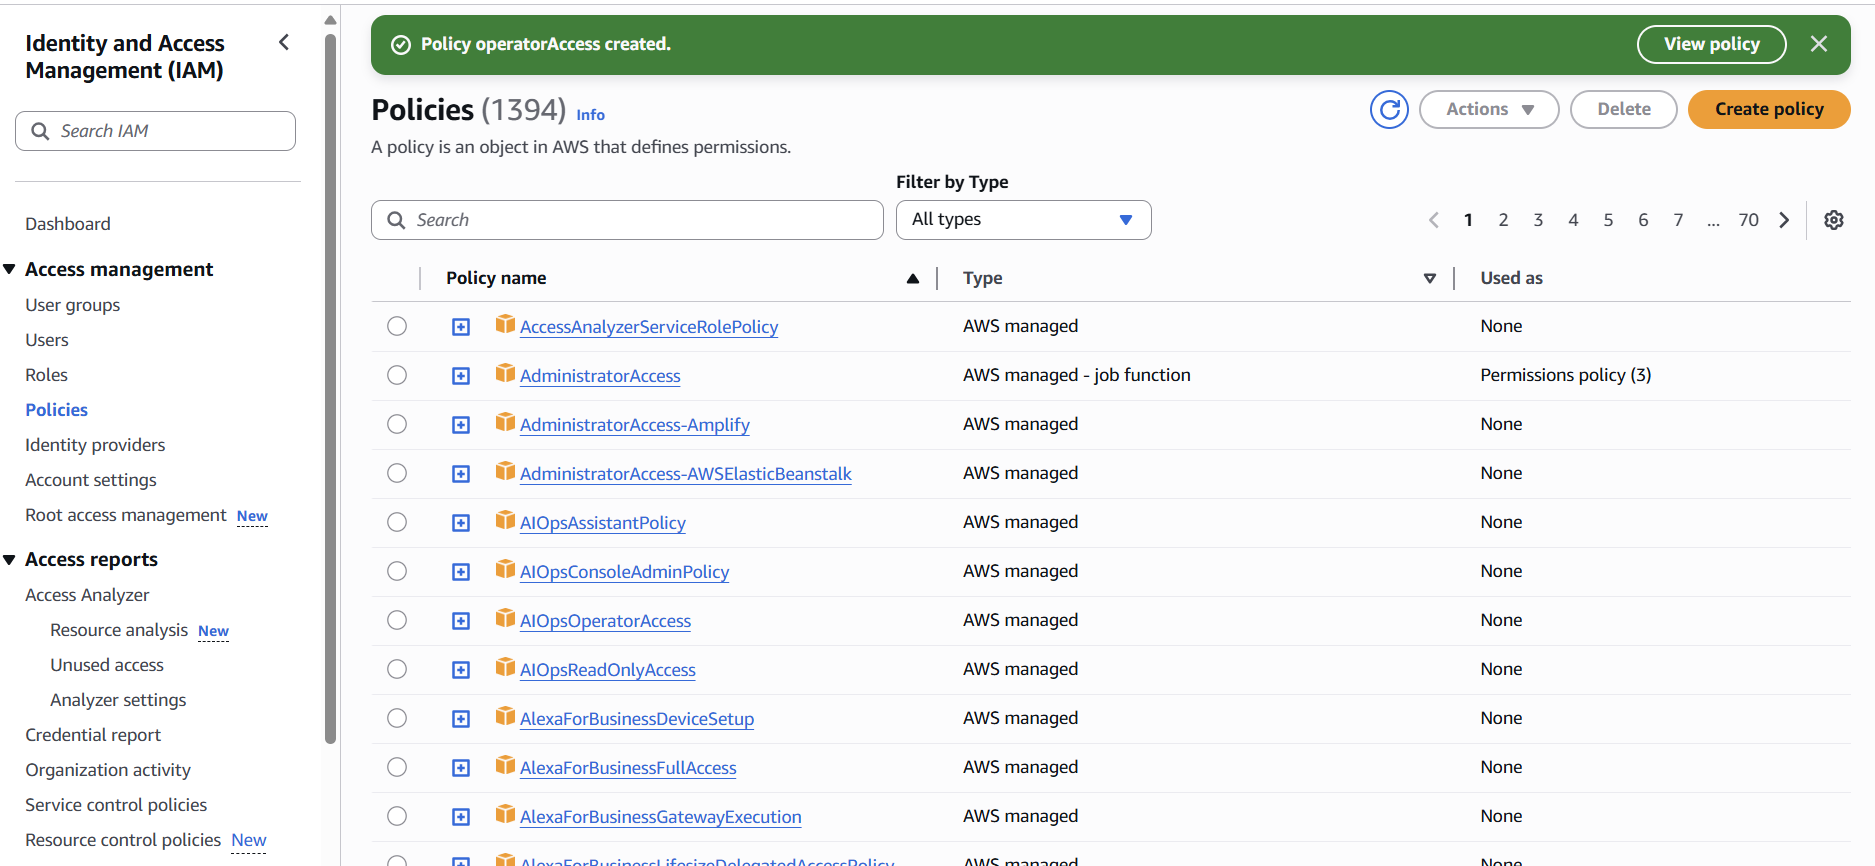 Identity and Access
Management (IAM)
Search IAM
Dashboard
Access management
User groups
Users
Roles
Policies
Identity providers
Account settings
Root access management New
Access reports
Access Analyzer
Resource analysis New
Unused access
Analyzer settings
Credential report
Organization activity
Service control policies
Resource control policies New
Policy operatorAccess created.
View policy
Policies (1394) Info
Actions
Delete
Create policy
A policy is an object in AWS that defines permissions.
Filter by Type
Search
All types
1 2 3 4 5 6 7 ... 70
Policy name Type Used as
AccessAnalyzerServiceRolePolicy AWS managed None
AdministratorAccess AWS managed - job function Permissions policy (3)
AdministratorAccess-Amplify AWS managed None
AdministratorAccess-AWSElasticBeanstalk AWS managed None
AIOpsAssistantPolicy AWS managed None
AIOpsConsoleAdminPolicy AWS managed None
AIOpsOperatorAccess AWS managed None
AIOpsReadOnlyAccess AWS managed None
AlexaForBusinessDeviceSetup AWS managed None
AlexaForBusinessFullAccess AWS managed None
AlexaForBusinessGatewayExecution AWS managed None
AlexaForBusinessLifesizeDelegatedAccessPolicy AWS managed None